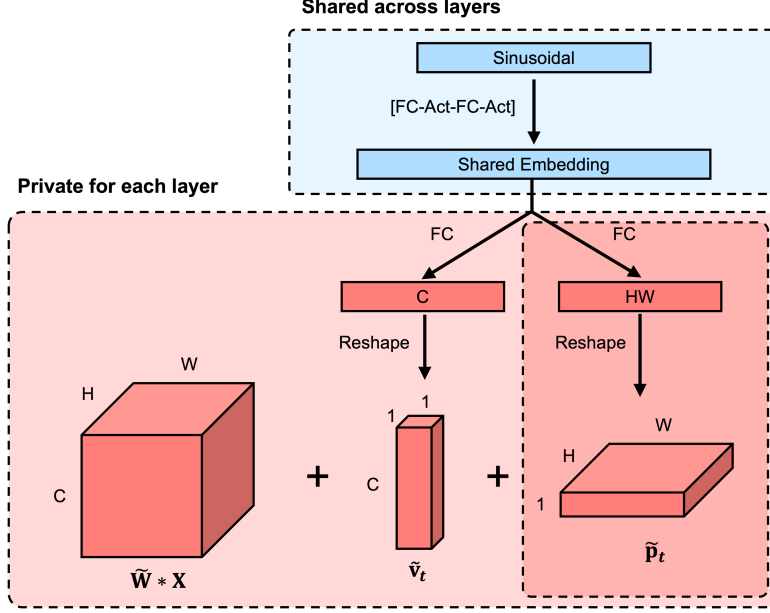 Shared across layers
Sinusoidal
[FC-Act-FC-Act]
Shared Embedding
Private for each layer
FC
FC
C
HW
Reshape
Reshape
W
H
C
1
1
C
W
H
1
+
+
W̃ ∗ X
ṽₜ
p̃ₜ